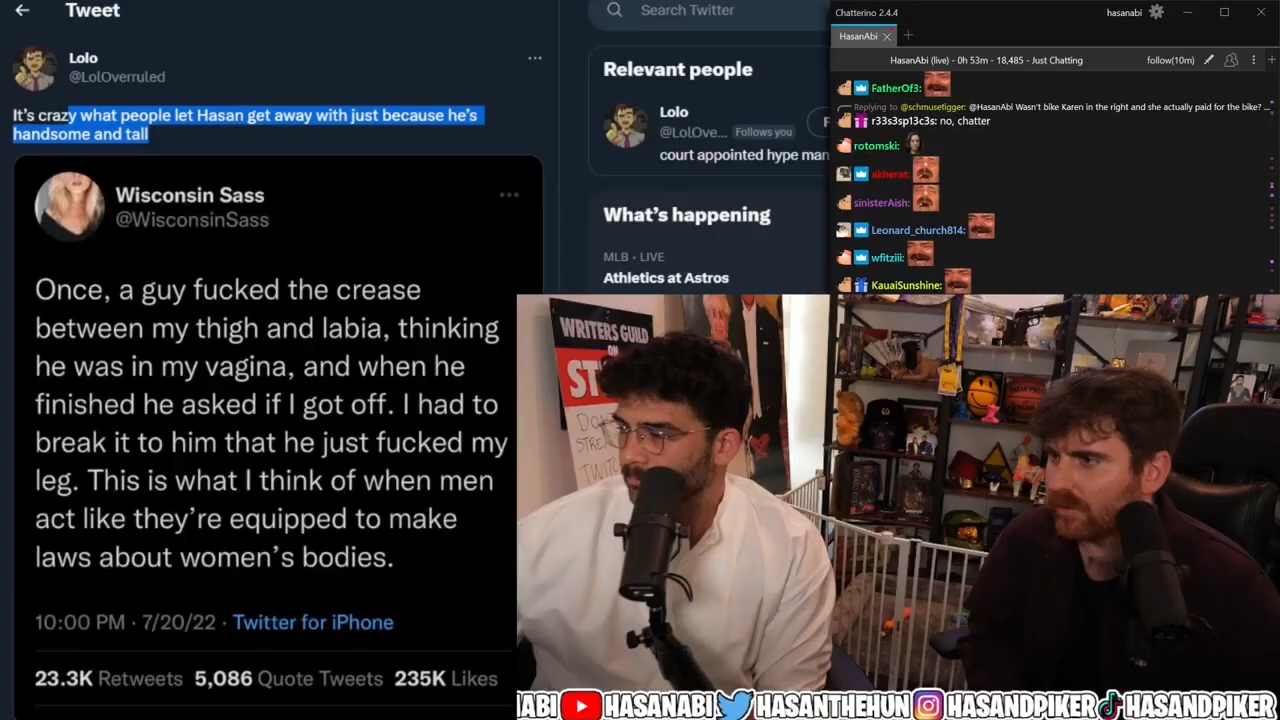 Tweet
Lolo
@LolOverruled
It's crazy what people let Hasan get away with just because he's
handsome and tall
Wisconsin Sass
@WisconsinSass
Once, a guy fucked the crease
between my thigh and labia, thinking
he was in my vagina, and when he
finished he asked if I got off. I had to
break it to him that he just fucked my
leg. This is what I think of when men
act like they're equipped to make
laws about women's bodies.
10:00 PM · 7/20/22 · Twitter for iPhone
23.3K Retweets 5,086 Quote Tweets 235K Likes
Search Twitter
Relevant people
Lolo
@LolOve... Follows you
F
court appointed hype man
What's happening
MLB · LIVE
Athletics at Astros
Chatterino 2.4.4
hasanabi
HasanAbi
HasanAbi (live) - 0h 53m - 18,485 - Just Chatting
follow(10m)
FatherOf3:
Replying to @schmusetigger: @HasanAbi Wasn't bike Karen in the right and she actually paid for the bike? ...
r33s3sp13c3s: no, chatter
rotomski:
akherat:
sinisterAish:
Leonard_church814:
wfitziii:
KauaiSunshine:
WRITERS GUILD
ON
ABI HASANABI HASANTHEHUN HASANDPIKER HASANDPIKER